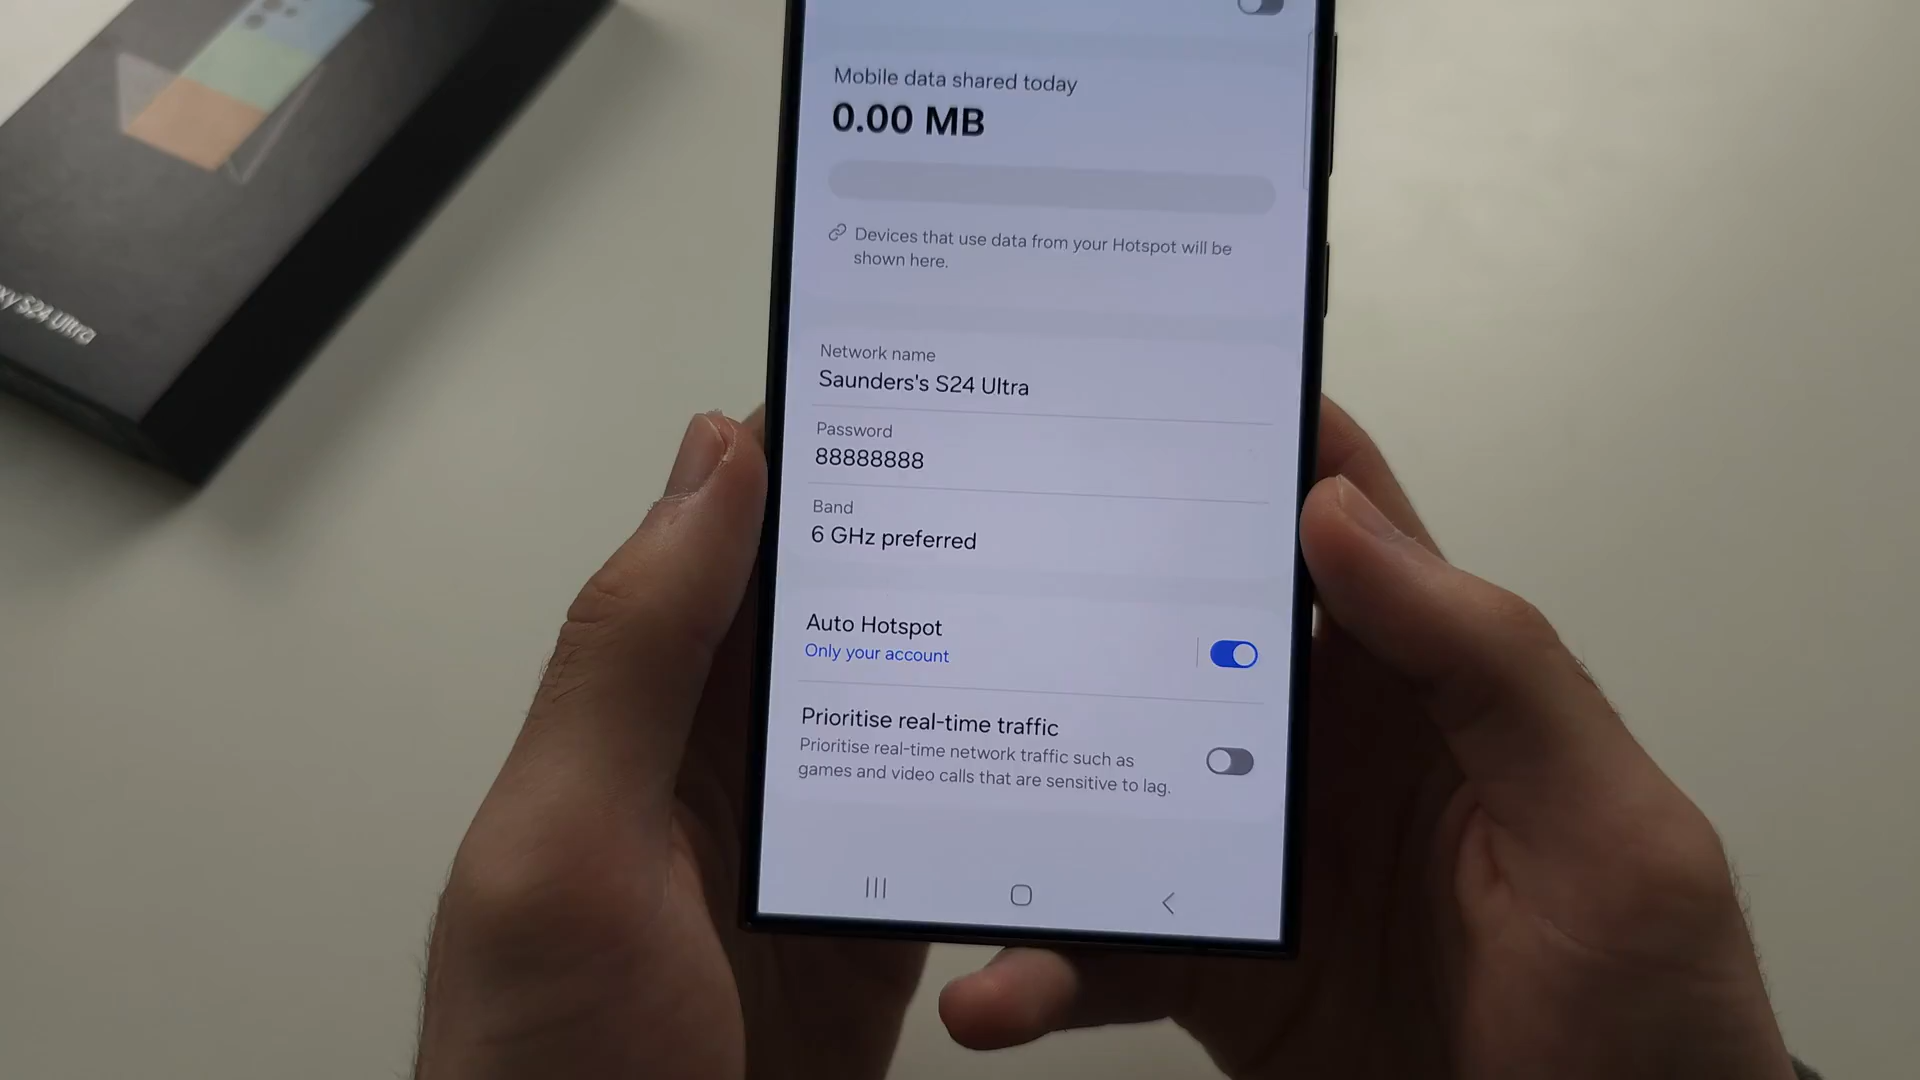 Mobile data shared today
0.00 MB
Devices that use data from your Hotspot will be
shown here.
Network name
Saunders's S24 Ultra
Password
88888888
Band
6 GHz preferred
Auto Hotspot
Only your account
Prioritise real-time traffic
Prioritise real-time network traffic such as
games and video calls that are sensitive to lag.
xy S24 Ultra